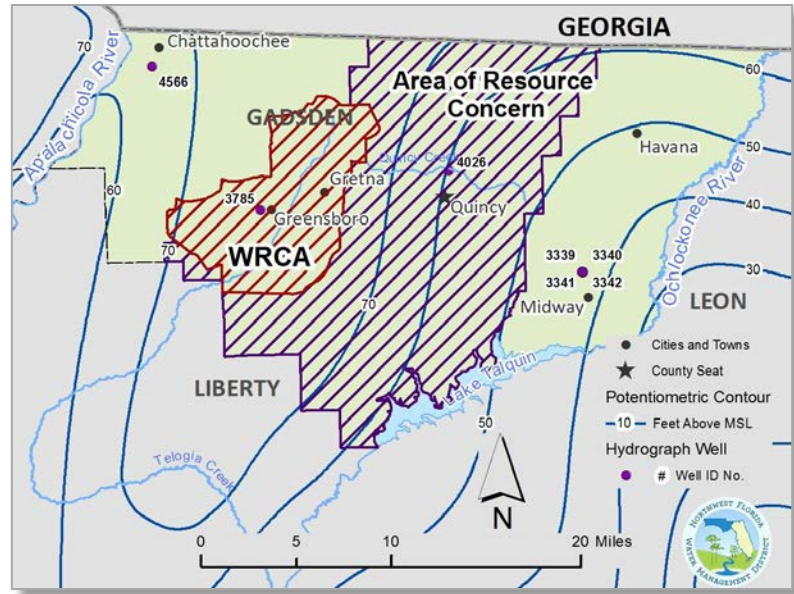 GEORGIA
70
Chattahoochee
4566
Apalachicola River
GADSDEN
Area of Resource
Concern
60
Quincy Creek
4026
Havana
50
Gretna
3785
Greensboro
Quincy
60
40
WRCA
70
3339 3340
3341 3342
30
Midway
Ochlockonee River
LEON
70
LIBERTY
Lake Talquin
50
Telogia Creek
N
0 5 10 20 Miles
Cities and Towns
County Seat
Potentiometric Contour
10 Feet Above MSL
Hydrograph Well
# Well ID No.
NORTHWEST FLORIDA
WATER MANAGEMENT DISTRICT